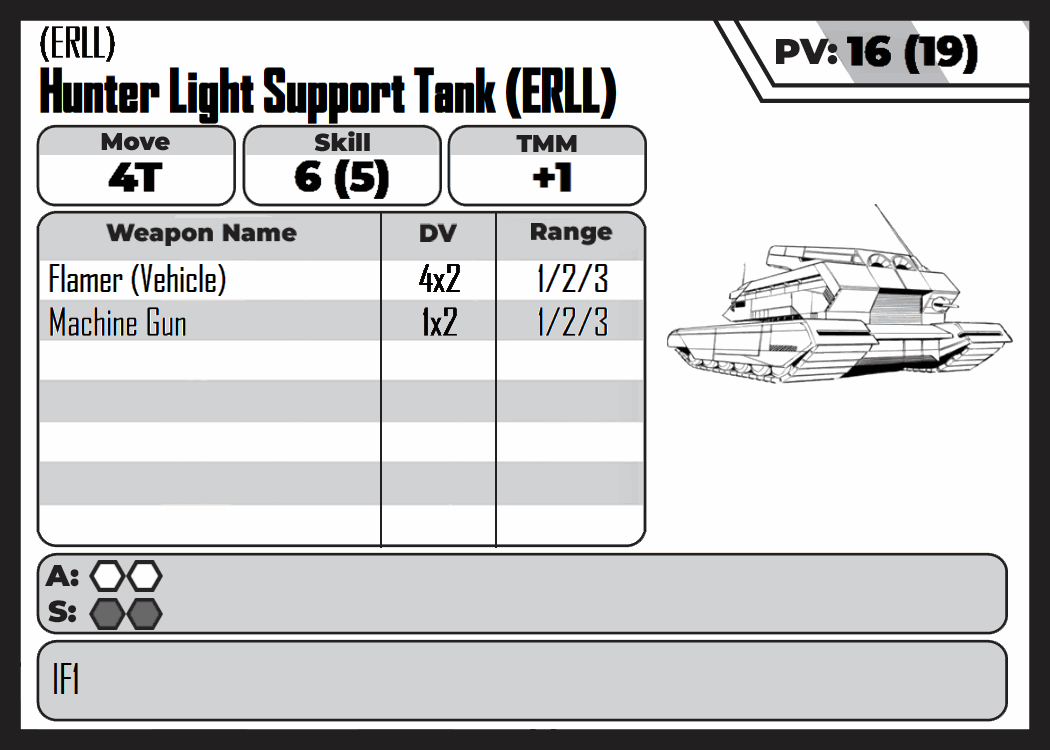 (ERLL)
PV: 16 (19)
Hunter Light Support Tank (ERLL)
Move Skill TMM
4T 6 (5) +1
Weapon Name DV Range
Flamer (Vehicle) 4x2 1/2/3
Machine Gun 1x2 1/2/3
A:
S:
IF1